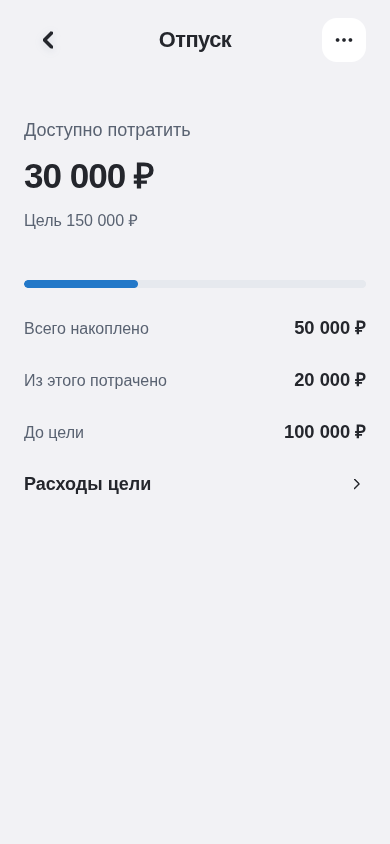 Отпуск
Доступно потратить
30 000 ₽
Цель 150 000 ₽
Всего накоплено 50 000 ₽
Из этого потрачено 20 000 ₽
До цели 100 000 ₽
Расходы цели